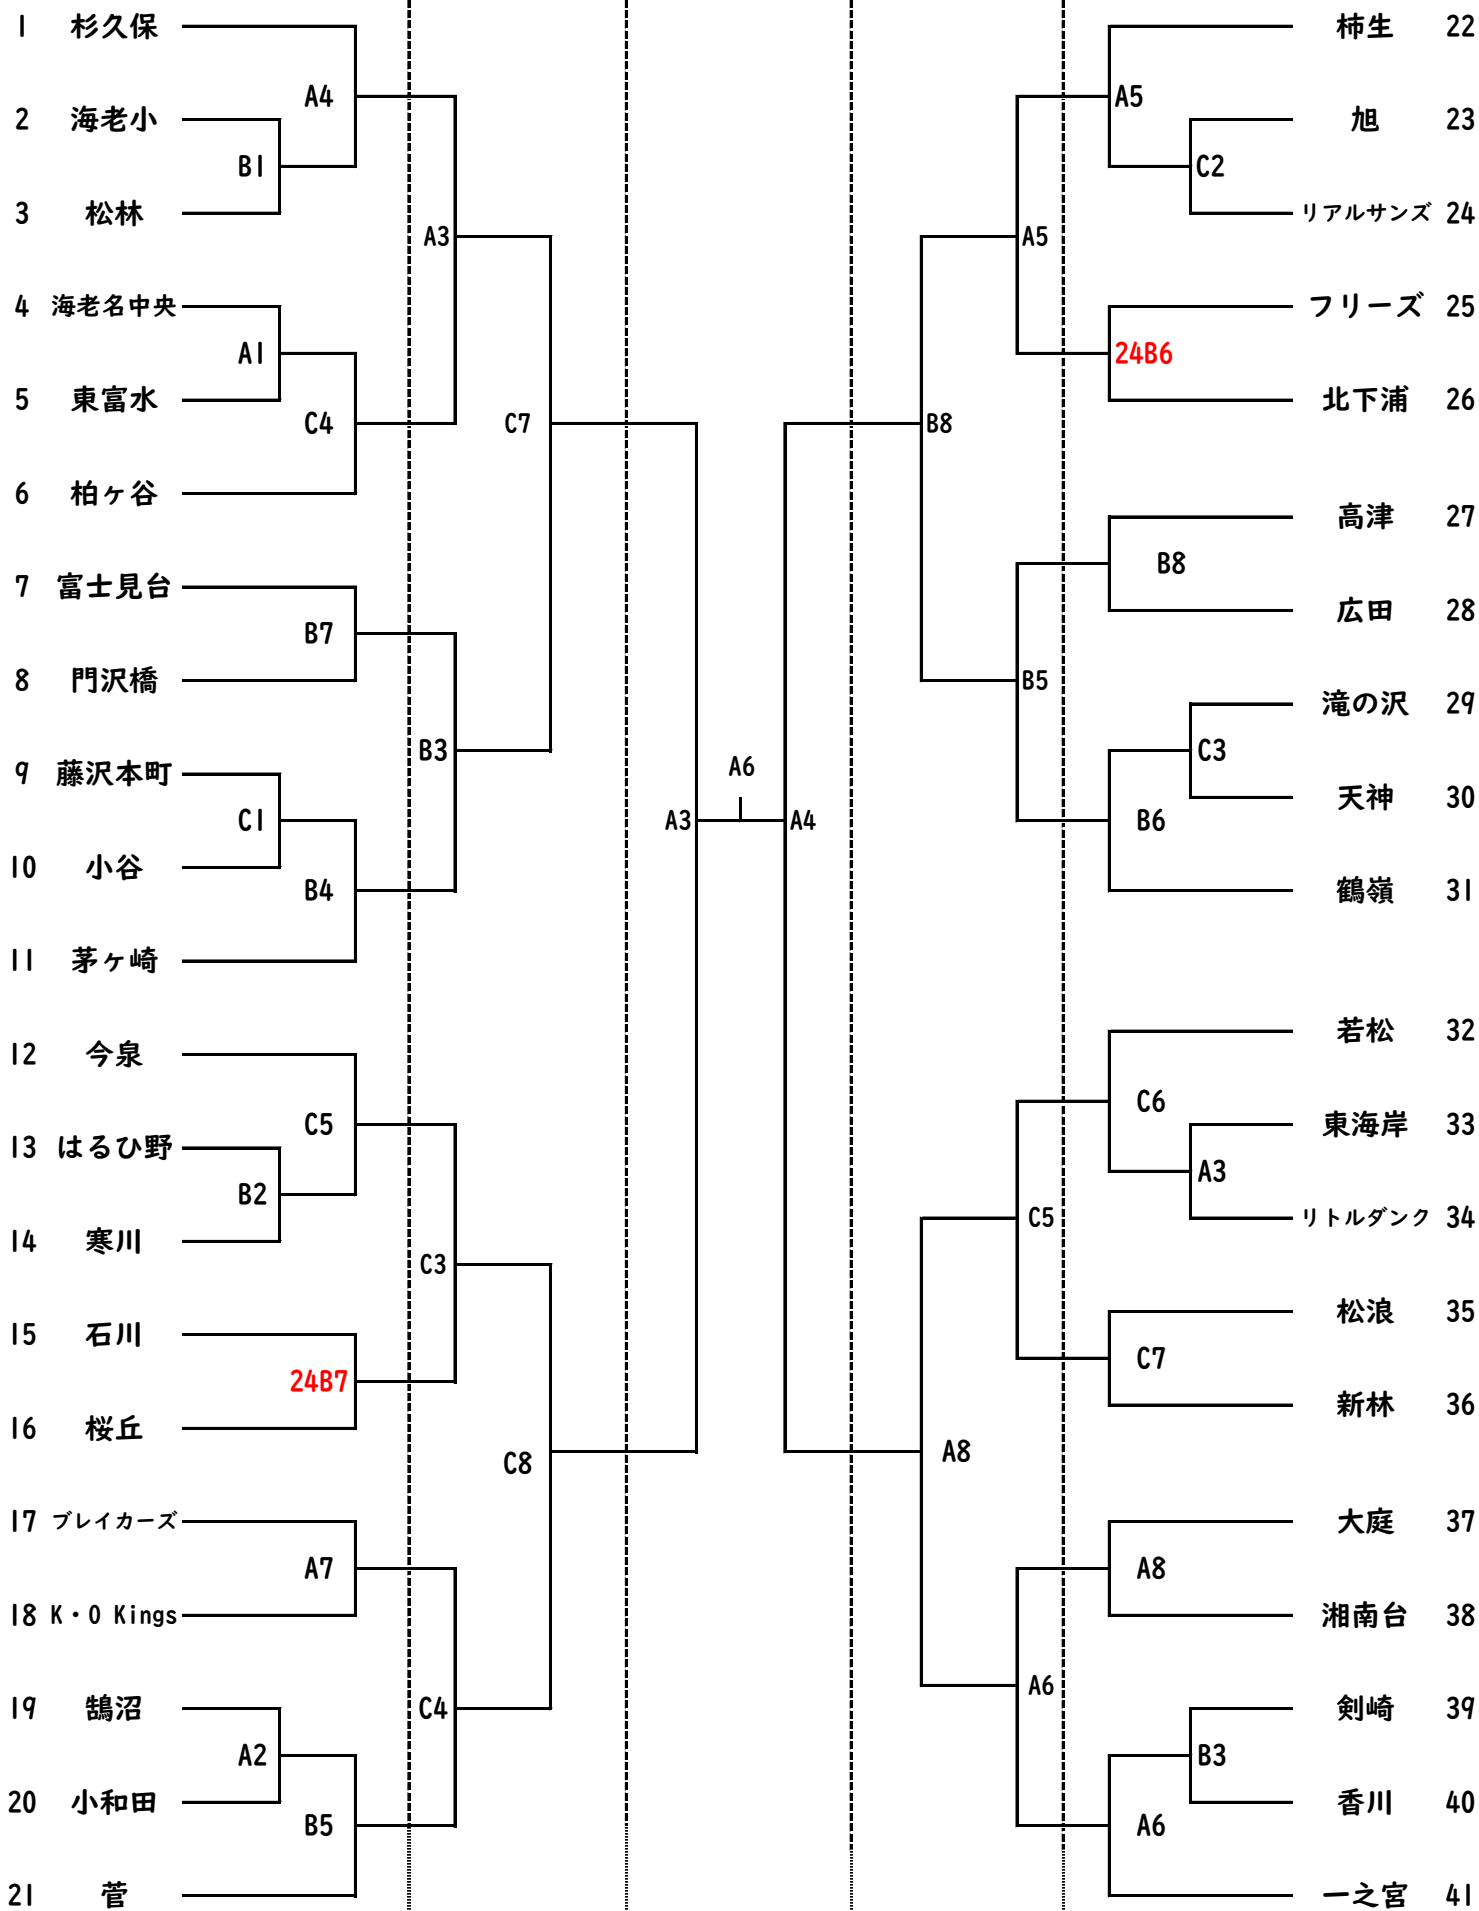 1 杉久保
A4
2 海老小
B1
3 松林
A3
4 海老名中央
A1
5 東富水
C4
C7
6 柏ヶ谷
7 富士見台
B7
8 門沢橋
B3
9 藤沢本町
C1
10 小谷
B4
11 茅ヶ崎
12 今泉
C5
13 はるひ野
B2
14 寒川
C3
15 石川
24B7
16 桜丘
C8
17 ブレイカーズ
A7
18 K・O Kings
19 鵠沼
C4
A2
20 小和田
B5
21 菅
A6
A3
A4
柿生 22
A5
旭 23
C2
リアルサンズ 24
A5
フリーズ 25
24B6
北下浦 26
B8
高津 27
B8
広田 28
B5
滝の沢 29
C3
天神 30
B6
鶴嶺 31
若松 32
C6
東海岸 33
A3
リトルダンク 34
C5
松浪 35
C7
新林 36
A8
大庭 37
A8
湘南台 38
A6
剣崎 39
B3
香川 40
A6
一之宮 41